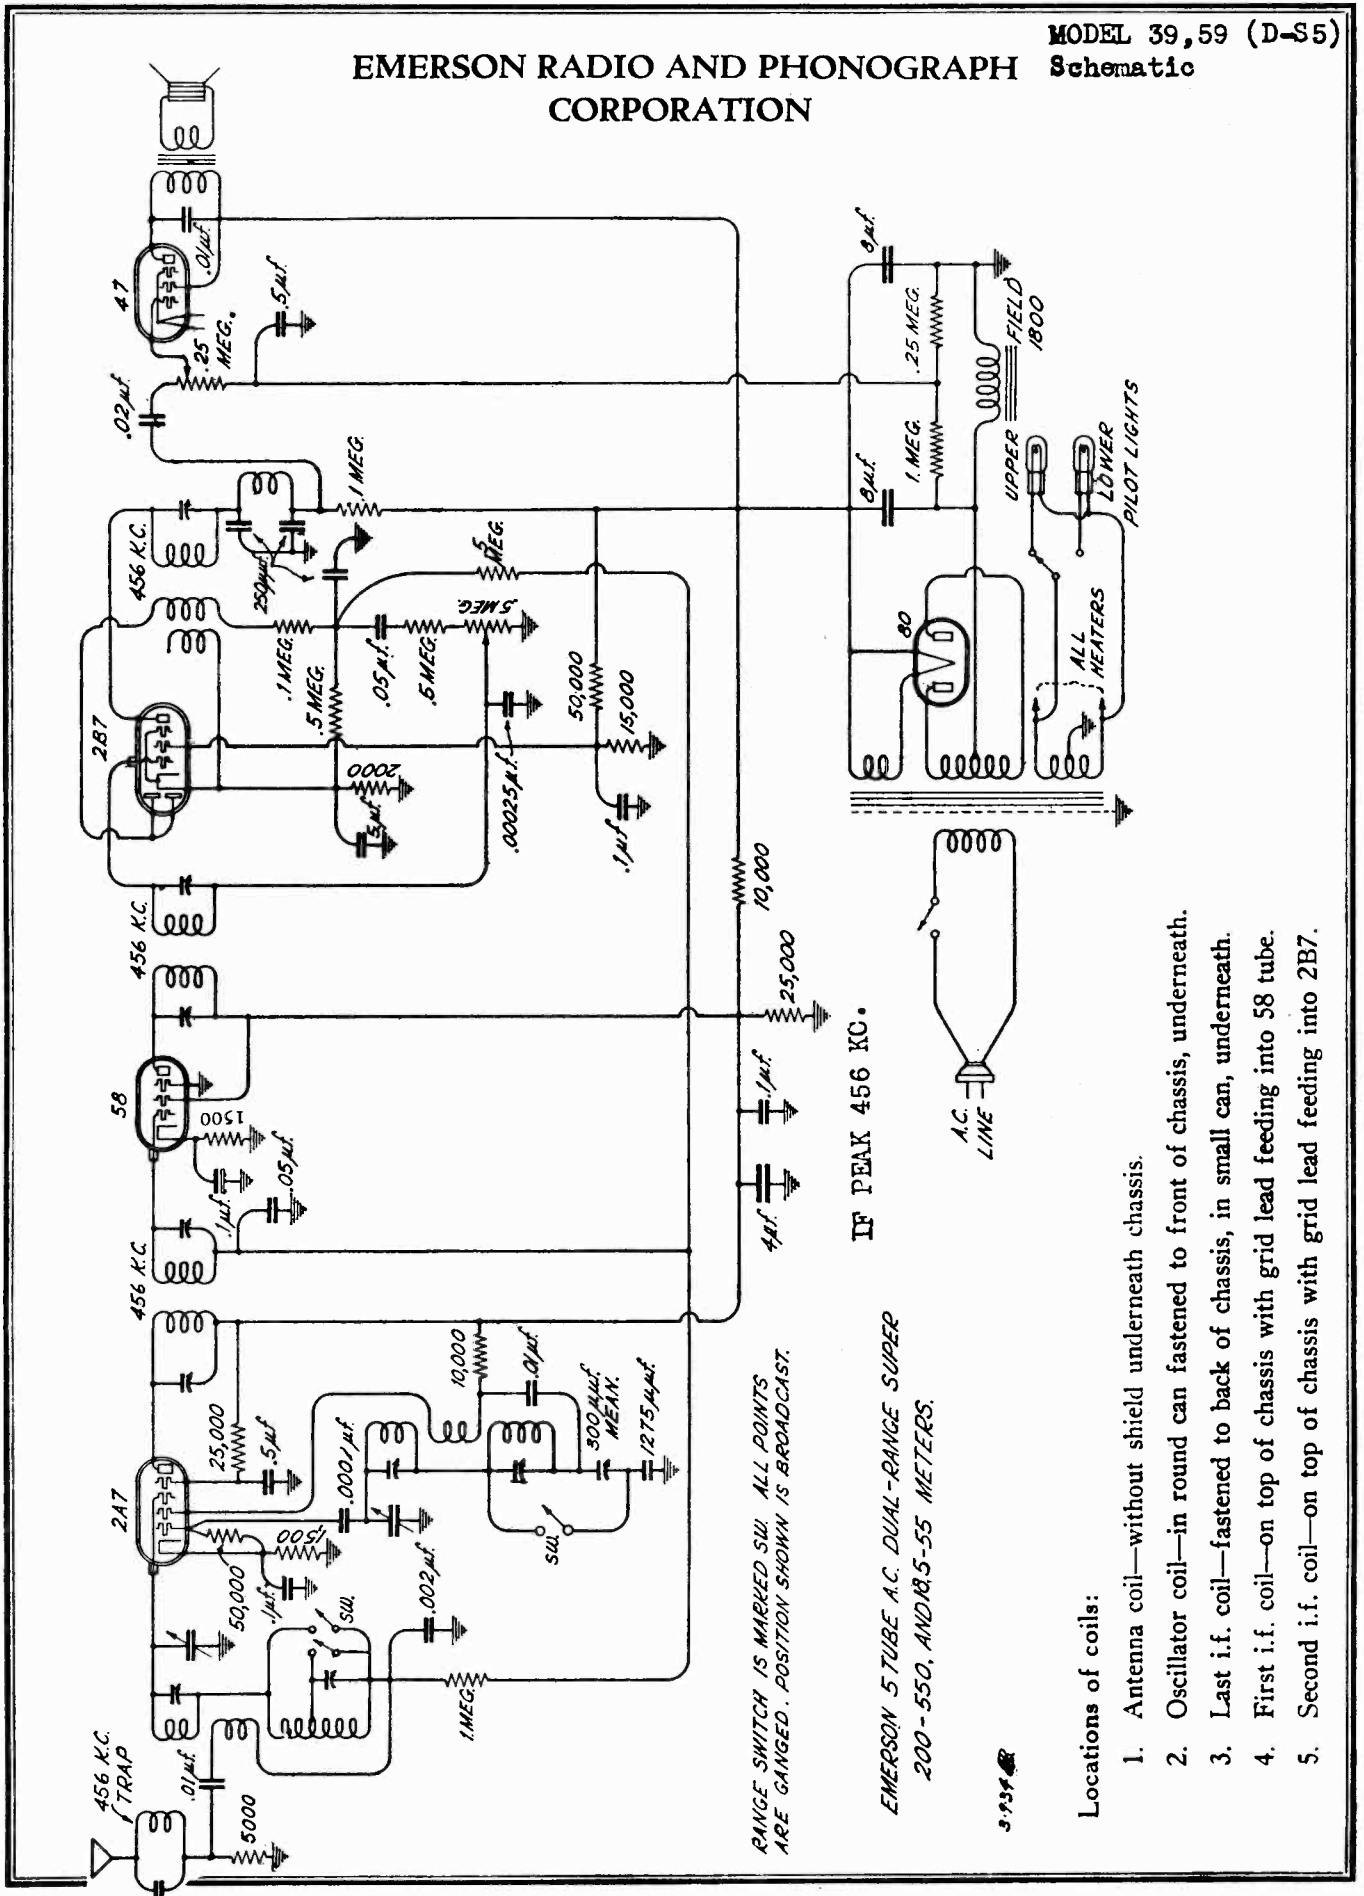 MODEL 39,59 (D-S5)
Schematic
EMERSON RADIO AND PHONOGRAPH
CORPORATION
456 K.C.
TRAP
5000
.01µf.
2A7
50,000
.1µf.
1,500
25,000
.5µf
.0001µf.
SW.
SW.
.002µf.
1 MEG.
10,000
.01µf.
300µµf.
MEAN.
1275µµf.
456 K.C.
58
1500
.1µf.
.05µf.
456 K.C.
2B7
456 K.C.
250µµf.
.1 MEG.
.5 MEG.
2000
5µf.
.05µf.
.5 MEG.
.5 MEG.
.00025µf.
5
MEG.
.1 MEG.
50,000
15,000
.1µf
.02µf.
47
.25
MEG.
.01µf.
.5µf.
10,000
25,000
.1µf.
4µf.
8µf.
8µf.
.25 MEG.
1 MEG.
FIELD
1800
UPPER
LOWER
PILOT LIGHTS
80
ALL
HEATERS
A.C.
LINE
IF PEAK 456 KC.
RANGE SWITCH IS MARKED SW. ALL POINTS
ARE GANGED. POSITION SHOWN IS BROADCAST.
EMERSON 5 TUBE A.C. DUAL-RANGE SUPER
200-550, AND 18.5-55 METERS.
3·9·34
Locations of coils:
1. Antenna coil—without shield underneath chassis.
2. Oscillator coil—in round can fastened to front of chassis, underneath.
3. Last i.f. coil—fastened to back of chassis, in small can, underneath.
4. First i.f. coil—on top of chassis with grid lead feeding into 58 tube.
5. Second i.f. coil—on top of chassis with grid lead feeding into 2B7.